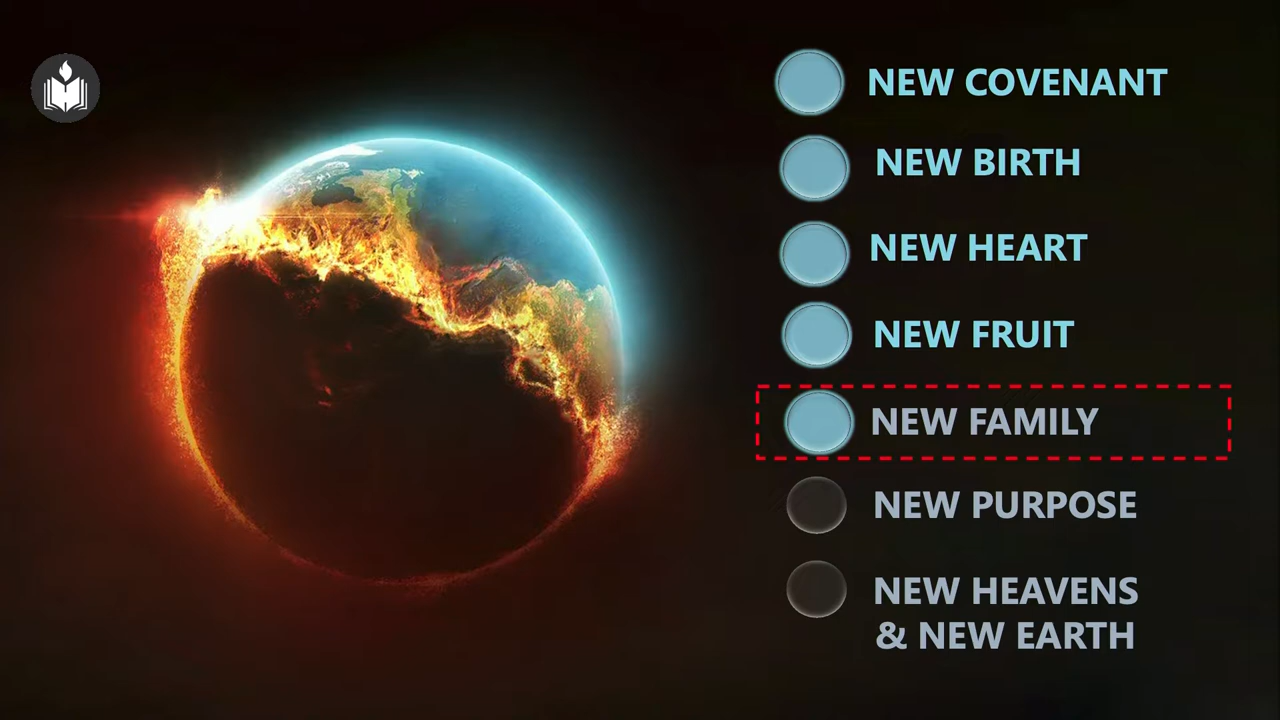 NEW COVENANT
NEW BIRTH
NEW HEART
NEW FRUIT
NEW FAMILY
NEW PURPOSE
NEW HEAVENS
& NEW EARTH